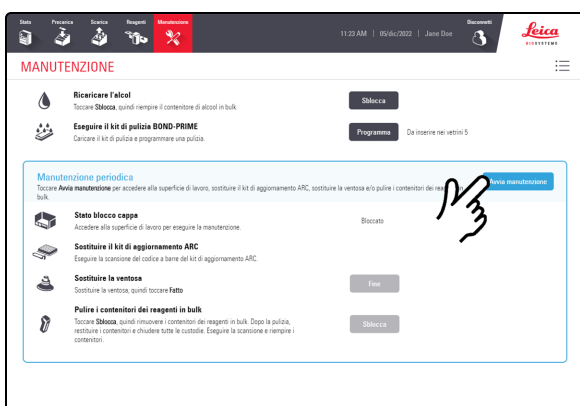 Stato Precarica Scarica Reagenti Manutenzione Disconnetti
11:23 AM | 05/dic/2022 | Jane Doe
Leica
BIOSYSTEMS
MANUTENZIONE
Ricaricare l'alcol
Toccare Sblocca, quindi riempire il contenitore di alcool in bulk.
Sblocca
Eseguire il kit di pulizia BOND-PRIME
Caricare il kit di pulizia e programmare una pulizia.
Programma Da inserire nei vetrini 5
Manutenzione periodica
Toccare Avvia manutenzione per accedere alla superficie di lavoro, sostituire il kit di aggiornamento ARC, sostituire la ventosa e/o pulire i contenitori dei in
bulk.
Avvia manutenzione
Stato blocco cappa
Accedere alla superficie di lavoro per eseguire la manutenzione.
Bloccato
Sostituire il kit di aggiornamento ARC
Eseguire la scansione del codice a barre del kit di aggiornamento ARC.
Sostituire la ventosa
Sostituire la ventosa, quindi toccare Fatto
Fine
Pulire i contenitori dei reagenti in bulk
Toccare Sblocca, quindi rimuovere i contenitori dei reagenti in bulk. Dopo la pulizia,
restituire i contenitori e chiudere tutte le custodie. Eseguire la scansione e riempire i
contenitori.
Sblocca